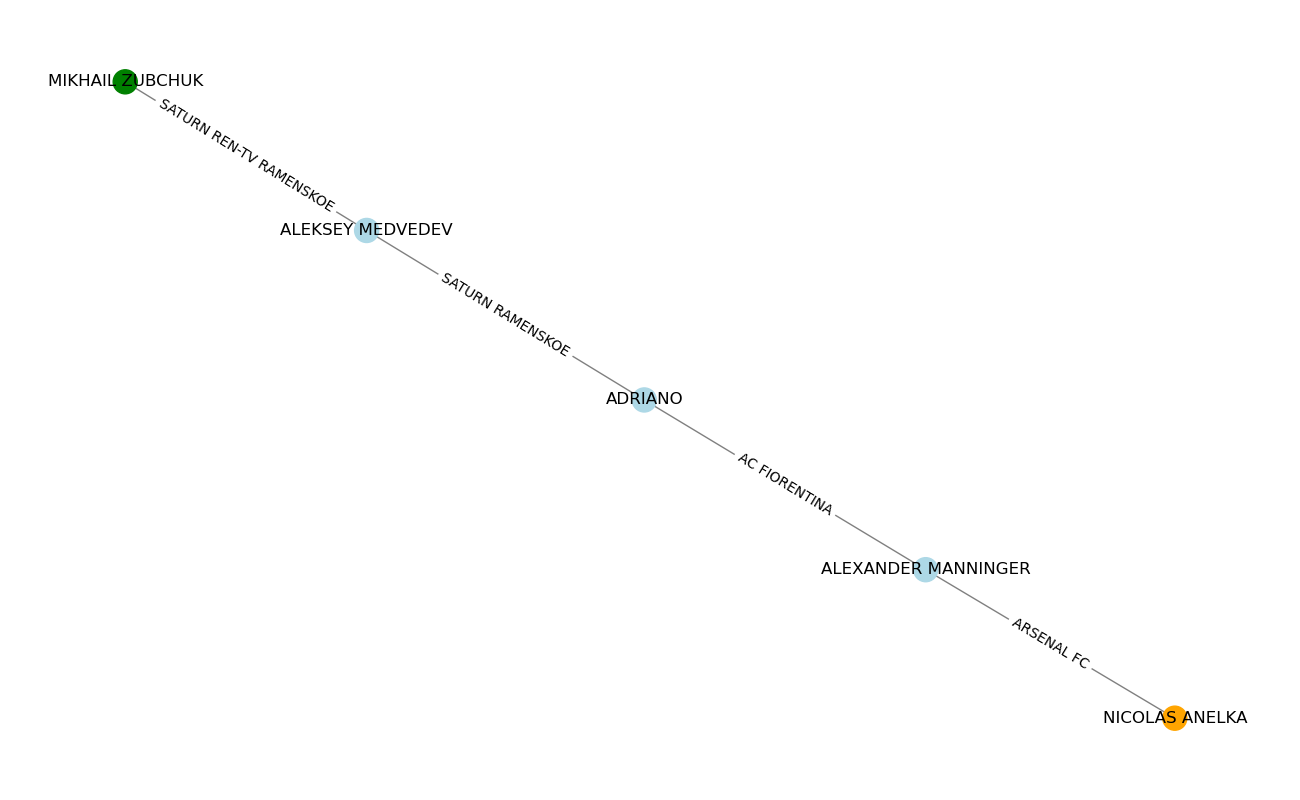 MIKHAIL ZUBCHUK
SATURN REN-TV RAMENSKOE
ALEKSEY MEDVEDEV
SATURN RAMENSKOE
ADRIANO
AC FIORENTINA
ALEXANDER MANNINGER
ARSENAL FC
NICOLAS ANELKA